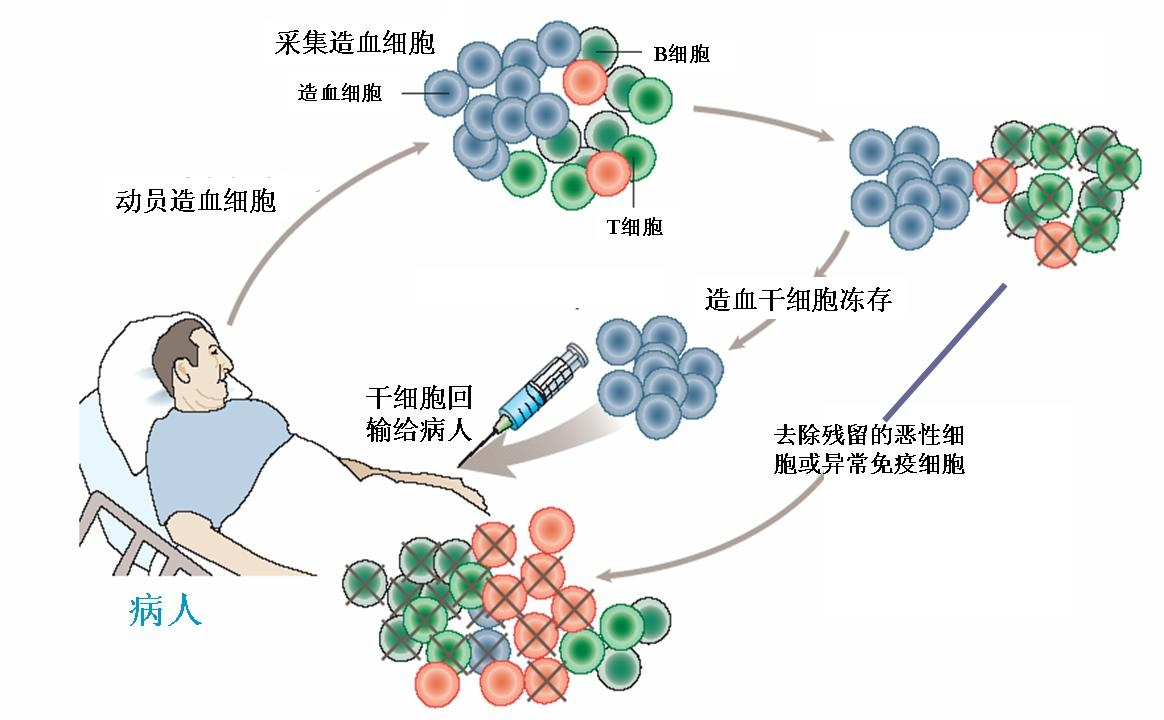 采集造血细胞
B细胞
造血细胞
动员造血细胞
T细胞
造血干细胞冻存
干细胞回
输给病人
去除残留的恶性细
胞或异常免疫细胞
病人